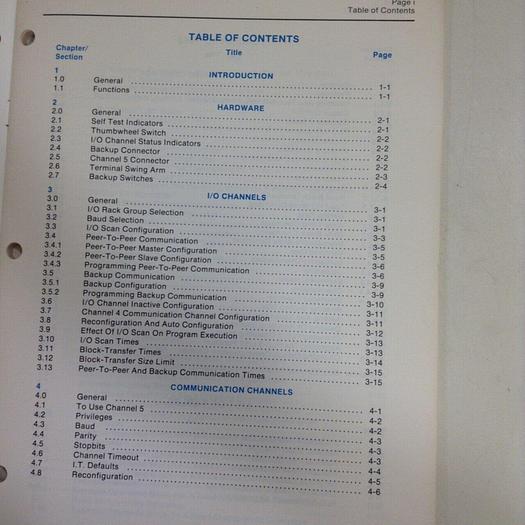 Page i
Table of Contents
TABLE OF CONTENTS
Chapter/
Section Title Page
1 INTRODUCTION
1.0 General 1-1
1.1 Functions 1-1
2 HARDWARE
2.0 General 2-1
2.1 Self Test Indicators 2-1
2.2 Thumbwheel Switch 2-2
2.3 I/O Channel Status Indicators 2-2
2.4 Backup Connector 2-2
2.5 Channel 5 Connector 2-2
2.6 Terminal Swing Arm 2-3
2.7 Backup Switches 2-4
3 I/O CHANNELS
3.0 General 3-1
3.1 I/O Rack Group Selection 3-1
3.2 Baud Selection 3-1
3.3 I/O Scan Configuration 3-3
3.4 Peer-To-Peer Communication 3-5
3.4.1 Peer-To-Peer Master Configuration 3-5
3.4.2 Peer-To-Peer Slave Configuration 3-6
3.4.3 Programming Peer-To-Peer Communication 3-6
3.5 Backup Communication 3-9
3.5.1 Backup Configuration 3-9
3.5.2 Programming Backup Communication 3-10
3.6 I/O Channel Inactive Configuration 3-11
3.7 Channel 4 Communication Channel Configuration 3-11
3.8 Reconfiguration And Auto Configuration 3-12
3.9 Effect Of I/O Scan On Program Execution 3-13
3.10 I/O Scan Times 3-13
3.11 Block-Transfer Times 3-14
3.12 Block-Transfer Size Limit 3-15
3.13 Peer-To-Peer And Backup Communication Times 3-15
4 COMMUNICATION CHANNELS
4.0 General 4-1
4.1 To Use Channel 5 4-2
4.2 Privileges 4-2
4.3 Baud 4-3
4.4 Parity 4-3
4.5 Stopbits 4-3
4.6 Channel Timeout 4-4
4.7 I.T. Defaults 4-5
4.8 Reconfiguration 4-6